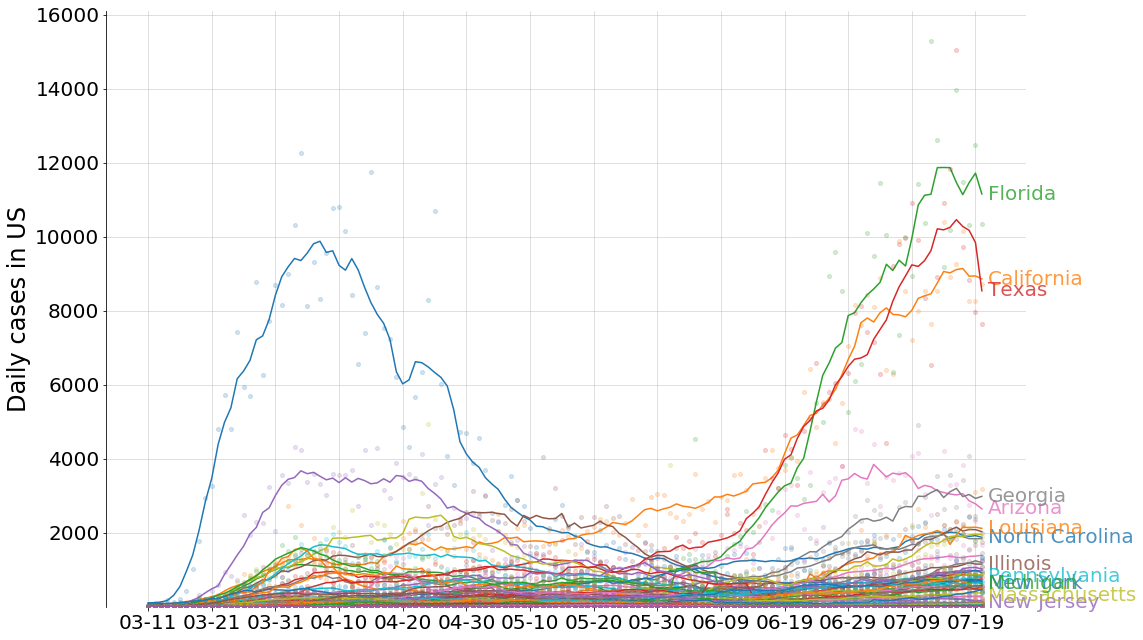 Daily cases in US
16000
14000
12000
10000
8000
6000
4000
2000
Florida
California
Texas
Georgia
Arizona
Louisiana
North Carolina
Illinois
Pennsylvania
Massachusetts
New Jersey
03-11 03-21 03-31 04-10 04-20 04-30 05-10 05-20 05-30 06-09 06-19 06-29 07-09 07-19